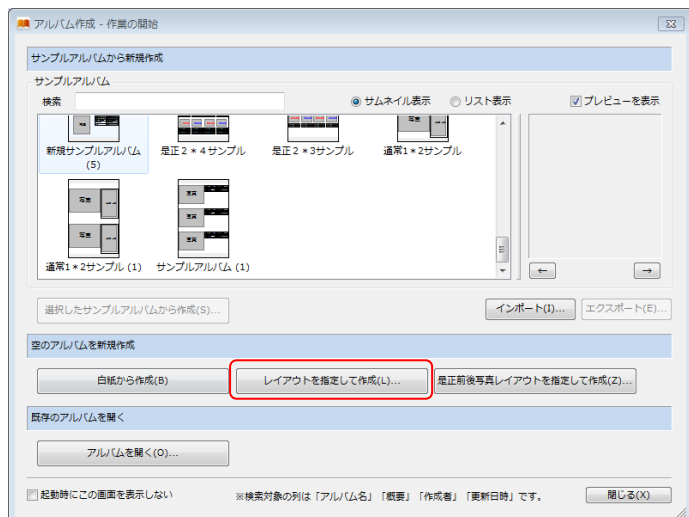 アルバム作成 - 作業の開始
サンプルアルバムから新規作成
サンプルアルバム
検索
サムネイル表示 リスト表示 プレビューを表示
新規サンプルアルバム 是正２＊４サンプル 是正２＊3サンプル 通常1＊2サンプル
(5)
写真
写真
写真
写真
写真
通常1＊2サンプル (1) サンプルアルバム (1)
← →
選択したサンプルアルバムから作成(S)... インポート(I)... エクスポート(E)...
空のアルバムを新規作成
白紙から作成(B) レイアウトを指定して作成(L)... 是正前後写真レイアウトを指定して作成(Z)...
既存のアルバムを開く
アルバムを開く(O)...
起動時にこの画面を表示しない ※検索対象の列は「アルバム名」「概要」「作成者」「更新日時」です。 閉じる(X)